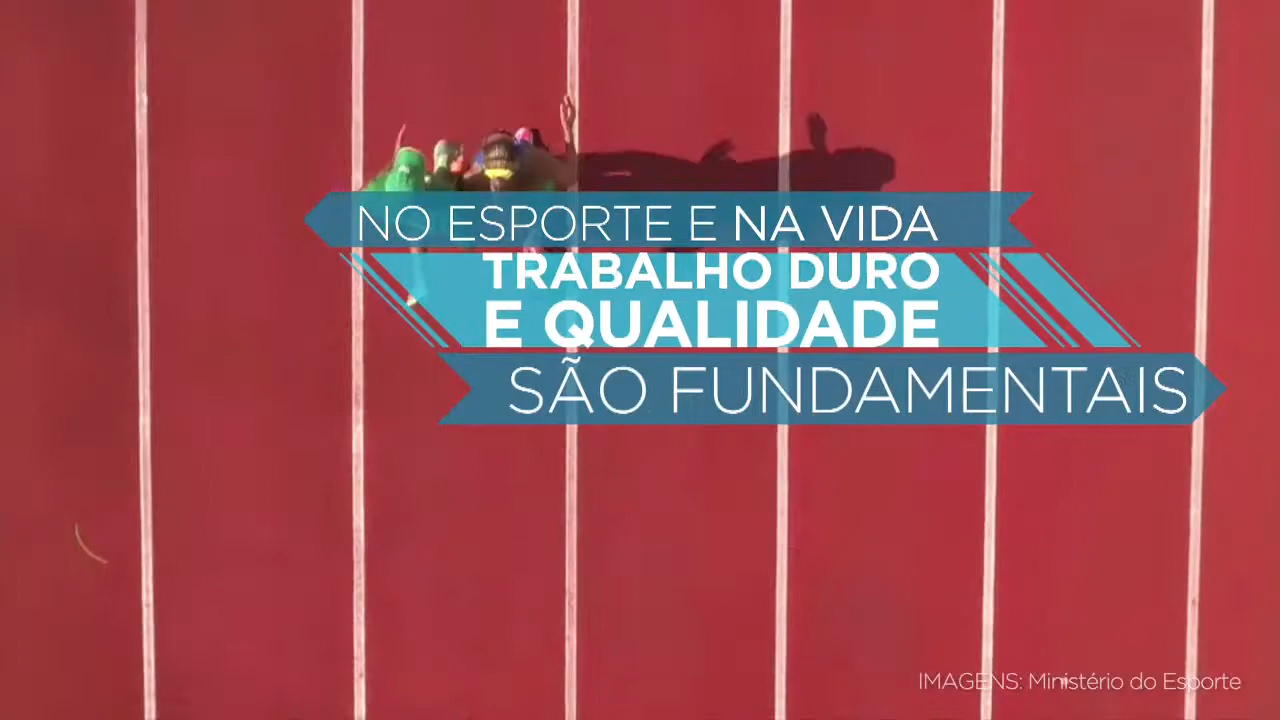 NO ESPORTE E NA VIDA
TRABALHO DURO
E QUALIDADE
SÃO FUNDAMENTAIS
IMAGENS: Ministério do Esporte